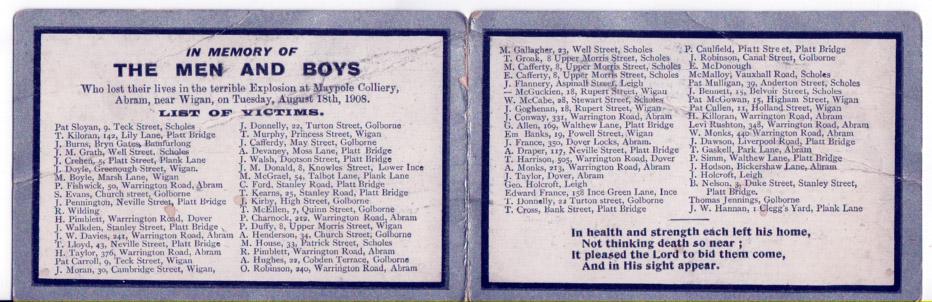 IN MEMORY OF
THE MEN AND BOYS
Who lost their lives in the terrible Explosion at Maypole Colliery,
Abram, near Wigan, on Tuesday, August 18th, 1908.
LIST OF VICTIMS.
Pat Sloyan, 9, Teck Street, Scholes
T. Kiloran, 142, Lily Lane, Platt Bridge
J. Burns, Bryn Gates, Bamfurlong
J. M. Grath, Well Street, Scholes
J. Crehen, 5, Platt Street, Plank Lane
L. Doyle, Greenough Street, Wigan.
M. Boyle, Marsh Lane, Wigan
P. Fishwick, 50, Warrington Road, Abram
S. Evans, Church street, Golborne
J. Pennington, Neville Street, Platt Bridge
R. Wilding
H. Pimblett, Warrrington Road, Dover
J. Walkden, Stanley Street, Platt Bridge
J. W. Davies, 241, Warrington Road, Abram
T. Lloyd, 43, Neville Street, Platt Bridge
H. Taylor, 376, Warrington Road, Abram
Pat Carroll, 9, Teck Street, Wigan
J. Moran, 30, Cambridge Street, Wigan,
J. Donnelly, 22, Turton Street, Golborne
T. Murphy, Princess Street, Wigan
J. Cafferdy, May Street, Golborne
A. Devaney, Moss Lane, Platt Bridge
J. Walsh, Dootson Street, Platt Bridge
J. M. Donald, 8, Knowles Street, Lower Ince
M. McGrael, 54, Talbot Lane, Plank Lane
C. Ford, Stanley Road, Platt Bridge
T. Kearns, 25, Stanley Road, Platt Bridge
J. Kirby, High Street, Golborne
T. McEllen, 7, Quinn Street, Golborne
P. Charnock, 212, Warrington Road, Abram
P. Duffy, 8, Upper Morris Street, Wigan
A. Henderson, 34, Church Street, Golborne
M. House, 33, Patrick Street, Scholes
R. Pimblett, Warrington Road, Abram
A. Hughes, 22, Cobden Terrace, Golborne
O. Robinson, 240, Warrington Road, Abram
M. Gallagher, 23, Well Street, Scholes
T. Gronk, 8 Upper Morris Street, Scholes
M. Cafferty, 8, Upper Morris Street, Scholes
E. Cafferty, 8, Upper Morris Street, Scholes
J. Flannery, Aspinall Street, Leigh
— McGuckien, 18, Rupert Street, Wigan
W. McCabe, 28, Stewart Street, Scholes
J. Goghenan, 18, Rupert Street, Wigan
J. Conway, 331, Warrington Road, Abram
G. Allen, 169, Walthew Lane, Platt Bridge
Em Banks, 19, Powell Street, Wigan
J. France, 350, Dover Locks, Abram.
A. Draper, 117, Neville Street, Platt Bridge
T. Harrison, 505, Warrington Road, Dover
A. Monks, 213, Warrington Road, Abram
J. Taylor, Dover, Abram
Geo. Holcroft, Leigh
Edward France, 158 Ince Green Lane, Ince
T. Donnelly, 22 Turton street, Golborne
T. Cross, Bank Street, Platt Bridge
P. Caulfield, Platt Street, Platt Bridge
J. Robinson, Canal Street, Golborne
E. McDonough
McMalloy, Vauxhall Road, Scholes
Pat Mulligan, 39, Anderton Street, Scholes
J. Bennett, 15, Belvoir Street, Scholes
Pat McGowan, 15, Higham Street, Wigan
Pat Cullen, 11, Holland Street, Wigan
H. Killoran, Warrington Road, Abram
Levi Rushton, 348, Warrington Road, Abram
W. Monks, 440 Warrington Road, Abram
J. Dawson, Liverpool Road, Platt Bridge
T. Gaskell, Park Lane, Abram
P. Simm, Walthew Lane, Platt Bridge
J. Hodson, Bickershaw Lane, Abram
J. Holcroft, Leigh
B. Nelson, 3, Duke Street, Stanley Street,
Platt Bridge,
Thomas Jennings, Golborne
J. W. Hannan, 1 Clegg's Yard, Plank Lane
In health and strength each left his home,
Not thinking death so near ;
It pleased the Lord to bid them come,
And in His sight appear.